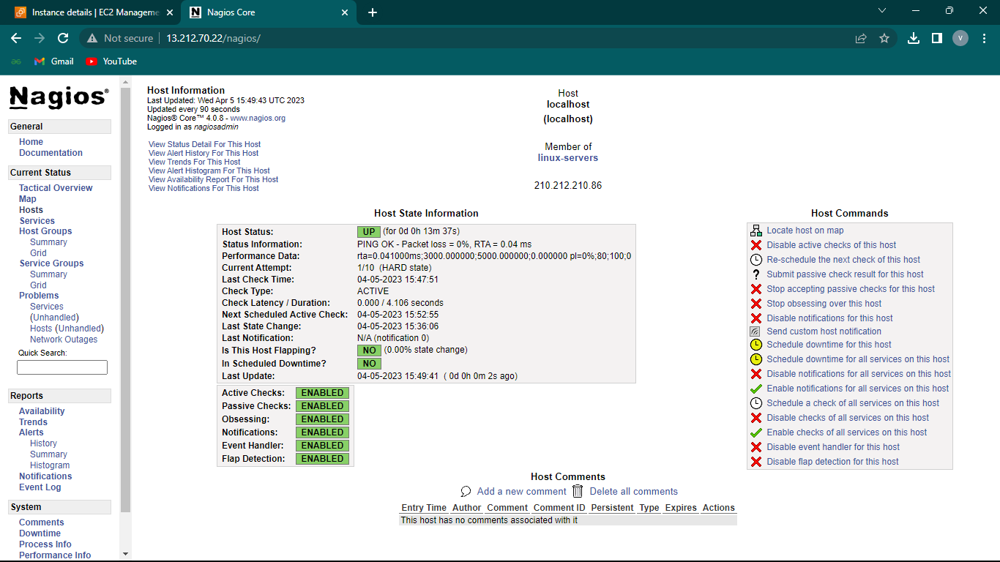 Instance details | EC2 Manageme
Nagios Core
Not secure
13.212.70.22/nagios/
V
Gmail
YouTube
Nagios®
General
Home
Documentation
Current Status
Tactical Overview
Map
Hosts
Services
Host Groups
Summary
Grid
Service Groups
Summary
Grid
Problems
Services
(Unhandled)
Hosts (Unhandled)
Network Outages
Quick Search:
Reports
Availability
Trends
Alerts
History
Summary
Histogram
Notifications
Event Log
System
Comments
Downtime
Process Info
Performance Info
Host Information
Last Updated: Wed Apr 5 15:49:43 UTC 2023
Updated every 90 seconds
Nagios® Core™ 4.0.8 - www.nagios.org
Logged in as nagiosadmin
View Status Detail For This Host
View Alert History For This Host
View Trends For This Host
View Alert Histogram For This Host
View Availability Report For This Host
View Notifications For This Host
Host
localhost
(localhost)
Member of
linux-servers
210.212.210.86
Host State Information
Host Status: UP (for 0d 0h 13m 37s)
Status Information: PING OK - Packet loss = 0%, RTA = 0.04 ms
Performance Data: rta=0.041000ms;3000.000000;5000.000000;0.000000 pl=0%;80;100;0
Current Attempt: 1/10 (HARD state)
Last Check Time: 04-05-2023 15:47:51
Check Type: ACTIVE
Check Latency / Duration: 0.000 / 4.106 seconds
Next Scheduled Active Check: 04-05-2023 15:52:55
Last State Change: 04-05-2023 15:36:06
Last Notification: N/A (notification 0)
Is This Host Flapping? NO (0.00% state change)
In Scheduled Downtime? NO
Last Update: 04-05-2023 15:49:41 ( 0d 0h 0m 2s ago)
Active Checks: ENABLED
Passive Checks: ENABLED
Obsessing: ENABLED
Notifications: ENABLED
Event Handler: ENABLED
Flap Detection: ENABLED
Host Commands
Locate host on map
Disable active checks of this host
Re-schedule the next check of this host
Submit passive check result for this host
Stop accepting passive checks for this host
Stop obsessing over this host
Disable notifications for this host
Send custom host notification
Schedule downtime for this host
Schedule downtime for all services on this host
Disable notifications for all services on this host
Enable notifications for all services on this host
Schedule a check of all services on this host
Disable checks of all services on this host
Enable checks of all services on this host
Disable event handler for this host
Disable flap detection for this host
Host Comments
Add a new comment Delete all comments
Entry Time Author Comment Comment ID Persistent Type Expires Actions
This host has no comments associated with it